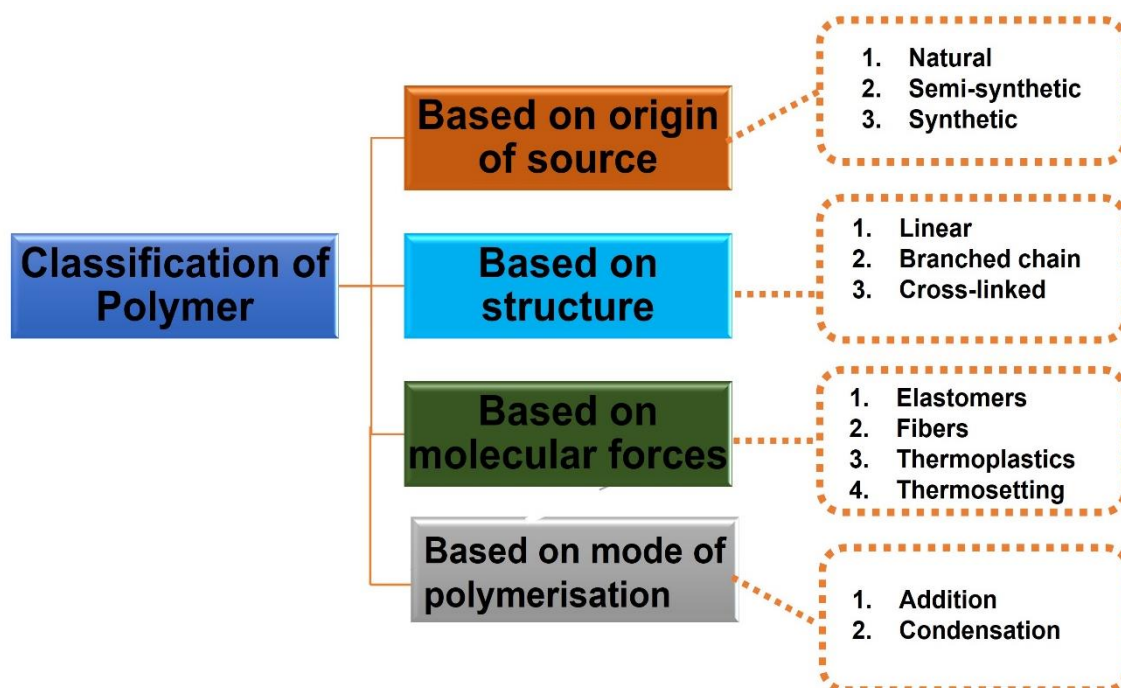 Classification of
Polymer
Based on origin
of source
1. Natural
2. Semi-synthetic
3. Synthetic
Based on
structure
1. Linear
2. Branched chain
3. Cross-linked
Based on
molecular forces
1. Elastomers
2. Fibers
3. Thermoplastics
4. Thermosetting
Based on mode of
polymerisation
1. Addition
2. Condensation